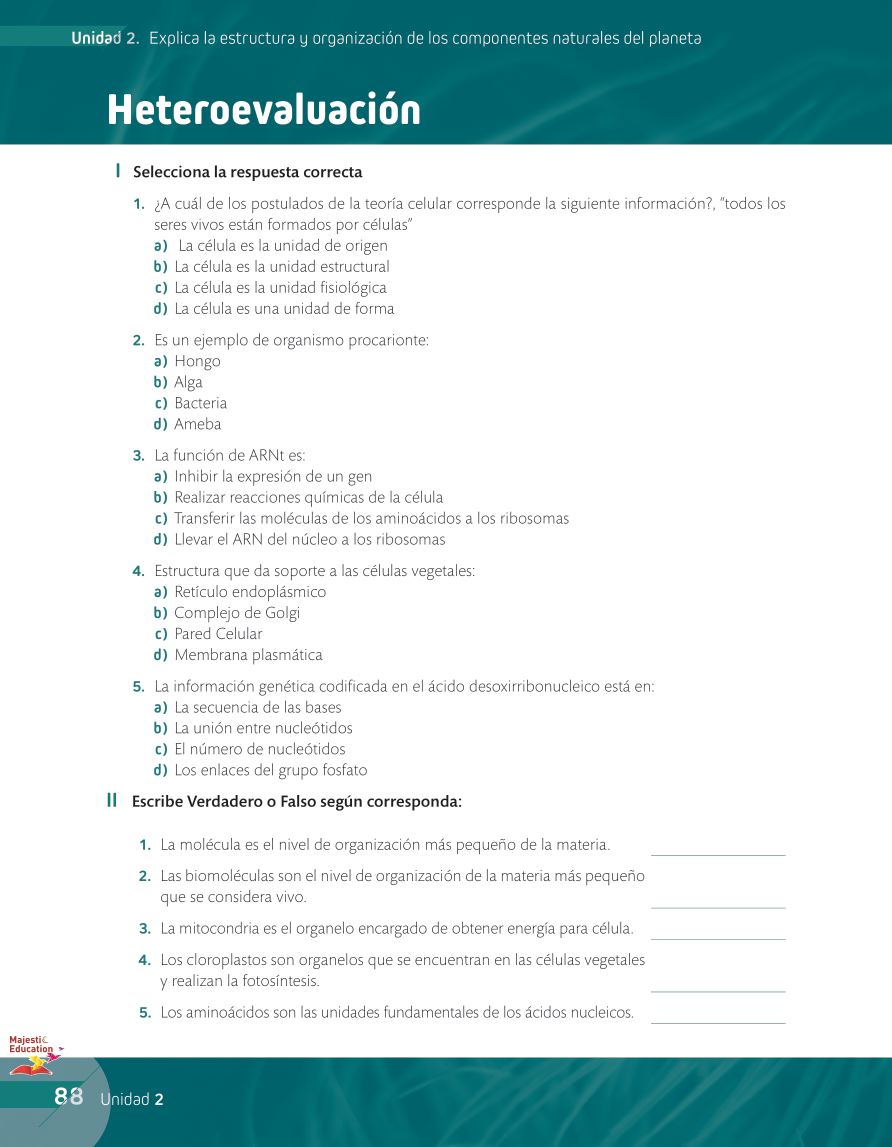 Unidad 2. Explica la estructura y organización de los componentes naturales del planeta
Heteroevaluación
I Selecciona la respuesta correcta
1. ¿A cuál de los postulados de la teoría celular corresponde la siguiente información?, “todos los
seres vivos están formados por células”
a) La célula es la unidad de origen
b) La célula es la unidad estructural
c) La célula es la unidad fisiológica
d) La célula es una unidad de forma
2. Es un ejemplo de organismo procarionte:
a) Hongo
b) Alga
c) Bacteria
d) Ameba
3. La función de ARNt es:
a) Inhibir la expresión de un gen
b) Realizar reacciones químicas de la célula
c) Transferir las moléculas de los aminoácidos a los ribosomas
d) Llevar el ARN del núcleo a los ribosomas
4. Estructura que da soporte a las células vegetales:
a) Retículo endoplásmico
b) Complejo de Golgi
c) Pared Celular
d) Membrana plasmática
5. La información genética codificada en el ácido desoxirribonucleico está en:
a) La secuencia de las bases
b) La unión entre nucleótidos
c) El número de nucleótidos
d) Los enlaces del grupo fosfato
II Escribe Verdadero o Falso según corresponda:
1. La molécula es el nivel de organización más pequeño de la materia.
2. Las biomoléculas son el nivel de organización de la materia más pequeño
que se considera vivo.
3. La mitocondria es el organelo encargado de obtener energía para célula.
4. Los cloroplastos son organelos que se encuentran en las células vegetales
y realizan la fotosíntesis.
5. Los aminoácidos son las unidades fundamentales de los ácidos nucleicos.
Majestic
Education
88 Unidad 2